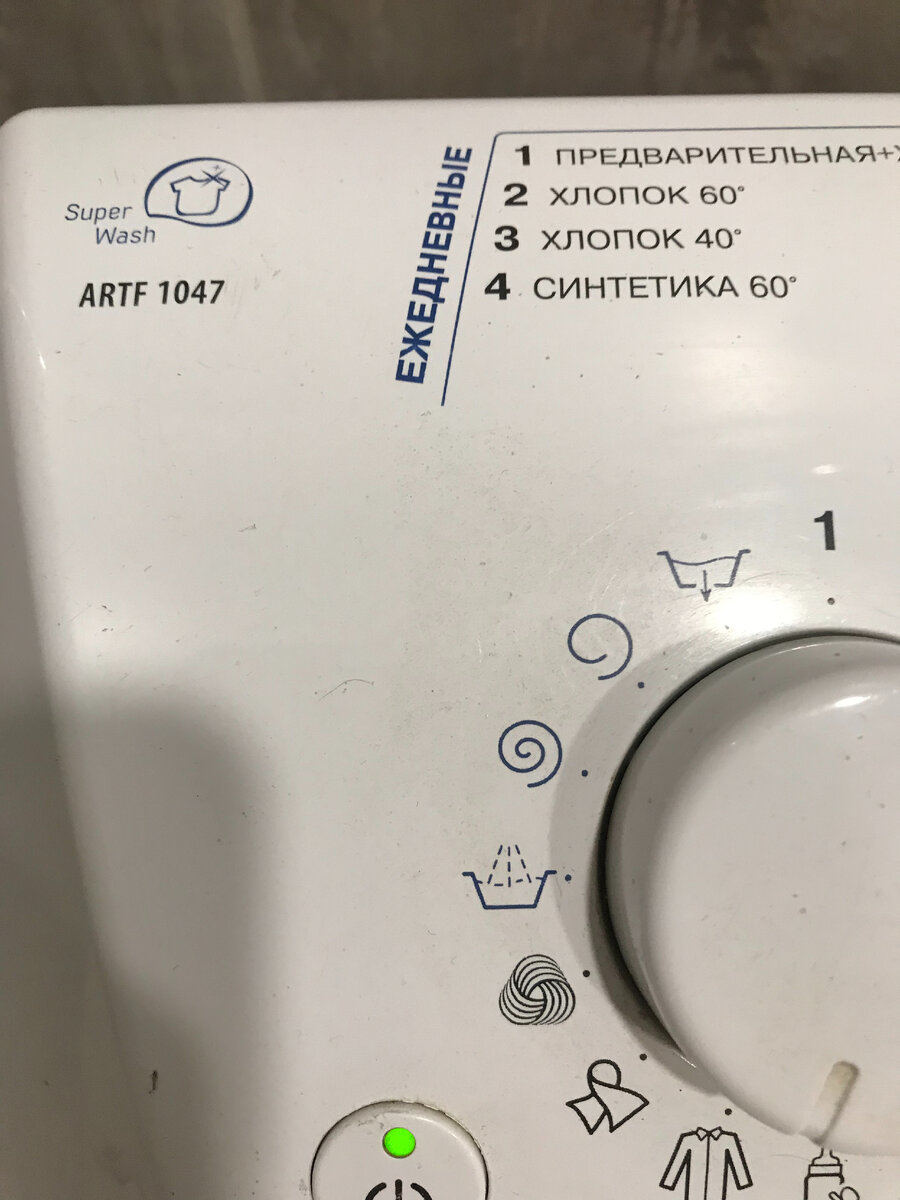 Super
Wash
ARTF 1047
ЕЖЕДНЕВНЫЕ
1 ПРЕДВАРИТЕЛЬНАЯ+
2 ХЛОПОК 60°
3 ХЛОПОК 40°
4 СИНТЕТИКА 60°
1